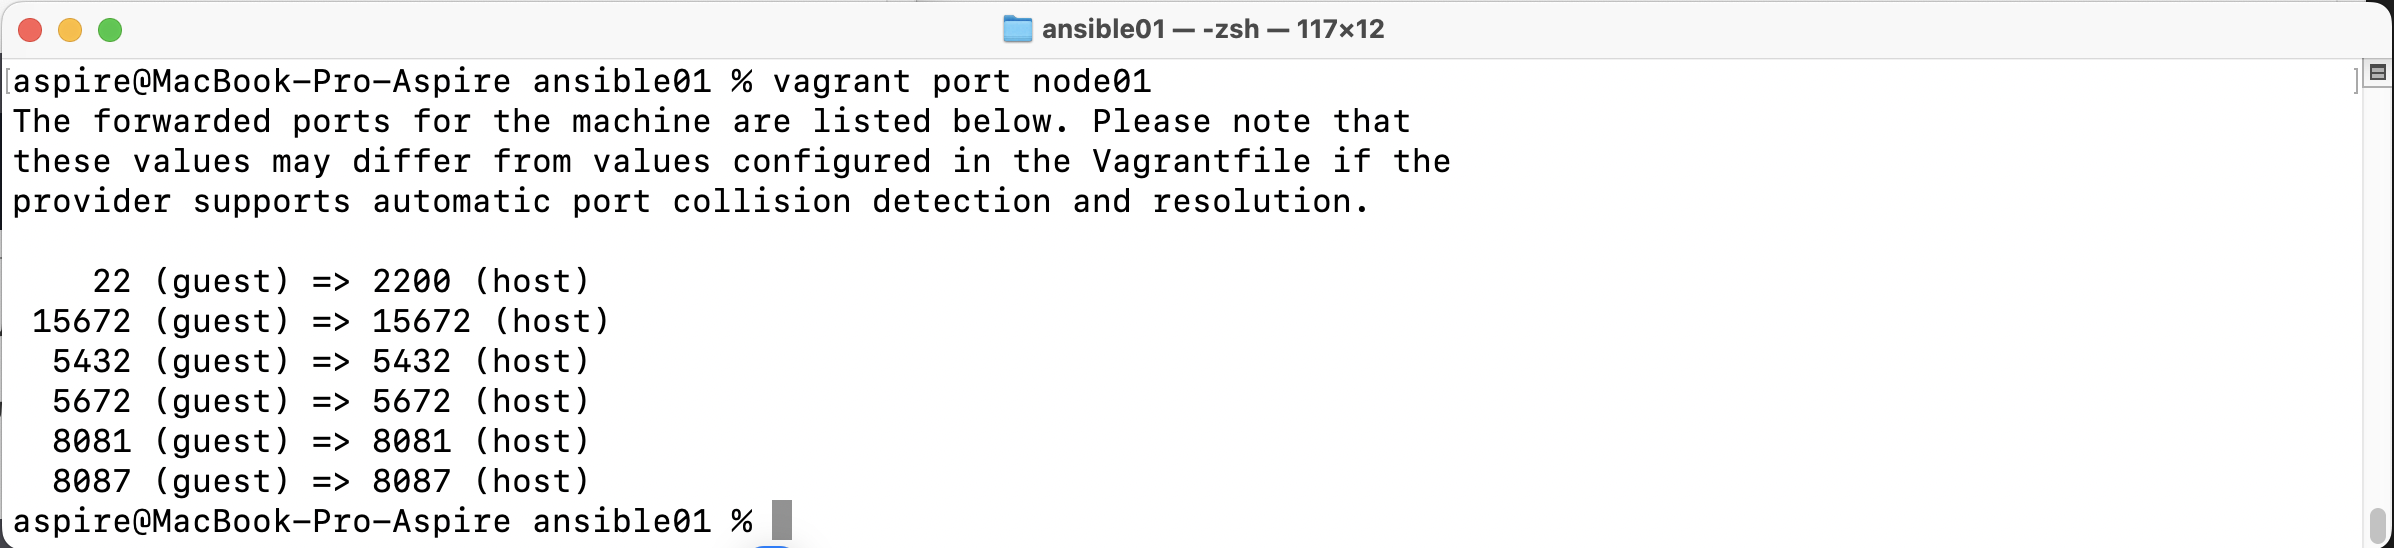 ansible01 — -zsh — 117×12
aspire@MacBook-Pro-Aspire ansible01 % vagrant port node01
The forwarded ports for the machine are listed below. Please note that
these values may differ from values configured in the Vagrantfile if the
provider supports automatic port collision detection and resolution.
22 (guest) => 2200 (host)
15672 (guest) => 15672 (host)
5432 (guest) => 5432 (host)
5672 (guest) => 5672 (host)
8081 (guest) => 8081 (host)
8087 (guest) => 8087 (host)
aspire@MacBook-Pro-Aspire ansible01 %